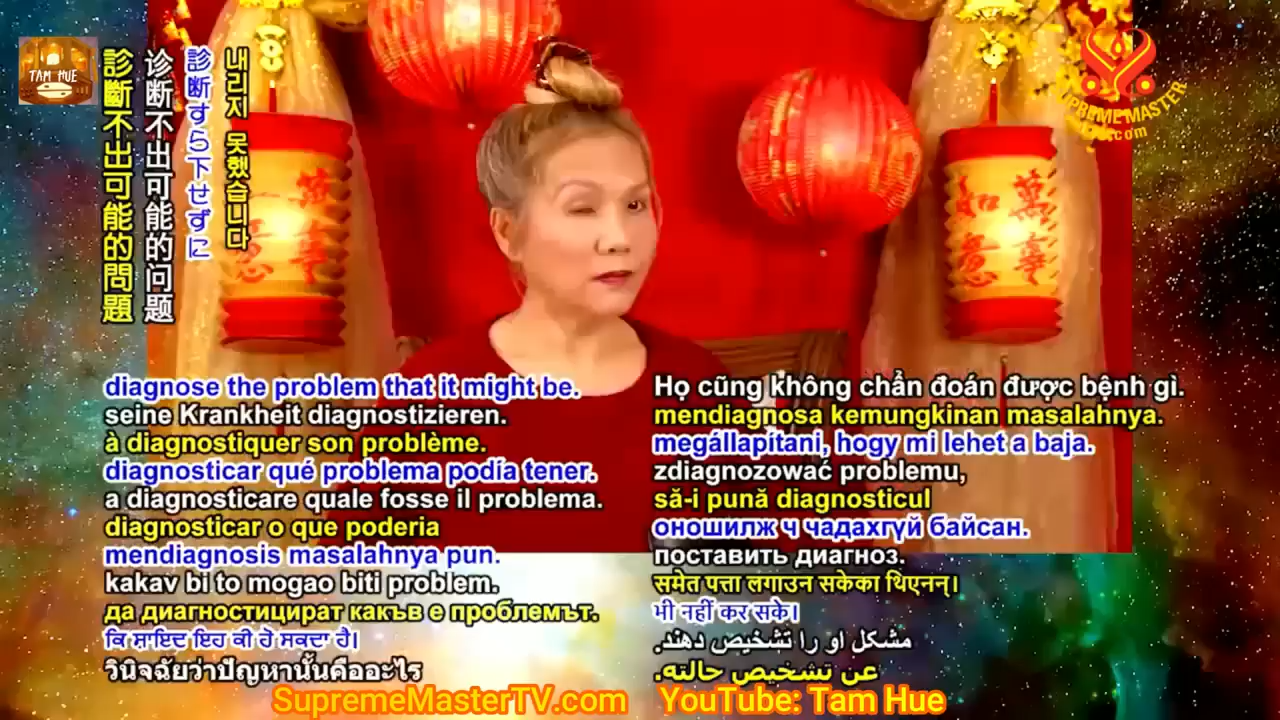 TAM HUE
診斷不出可能的問題
诊断不出可能的问题
診断すら下せずに
내리지 못했습니다
萬事
如意
SUPREME MASTER
diagnose the problem that it might be.
seine Krankheit diagnostizieren.
à diagnostiquer son problème.
diagnosticar qué problema podía tener.
a diagnosticare quale fosse il problema.
diagnosticar o que poderia
mendiagnosis masalahnya pun.
kakav bi to mogao biti problem.
да диагностицират какъв е проблемът.
ਕਿ ਸ਼ਾਇਦ ਇਹ ਕੀ ਹੋ ਸਕਦਾ ਹੈ।
วินิจฉัยว่าปัญหานั้นคืออะไร
Họ cũng không chẩn đoán được bệnh gì.
mendiagnosa kemungkinan masalahnya.
megállapítani, hogy mi lehet a baja.
zdiagnozować problemu,
să-i pună diagnosticul
оношилж ч чадахгүй байсан.
поставить диагноз.
समेत पत्ता लगाउन सकेका थिएनन्।
भी नहीं कर सके।
مشکل او را تشخیص دهند.
عن تشخيص حالته.
SupremeMasterTV.com YouTube: Tam Hue